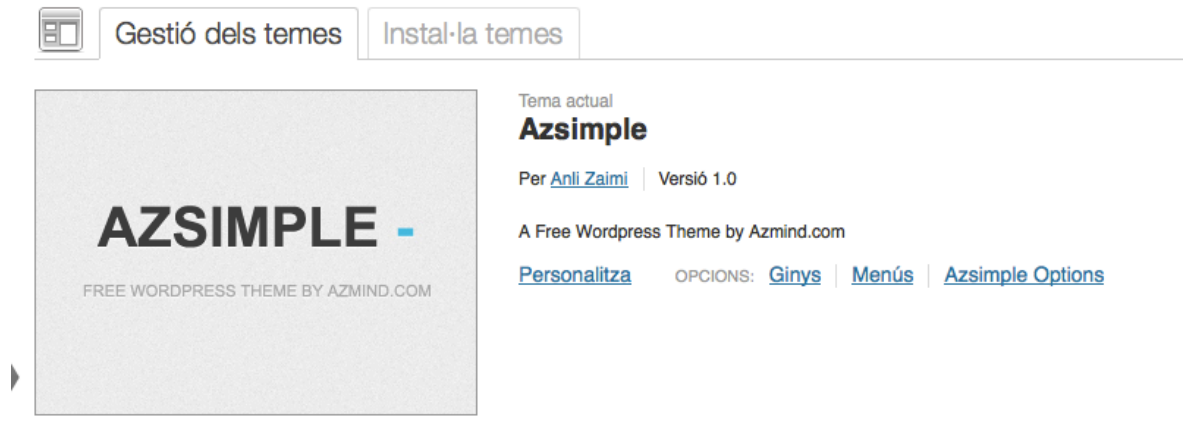 Gestió dels temes Instal·la temes
Tema actual
Azsimple
Per Anli Zaimi Versió 1.0
A Free Wordpress Theme by Azmind.com
Personalitza OPCIONS: Ginys Menús Azsimple Options
AZSIMPLE -
FREE WORDPRESS THEME BY AZMIND.COM